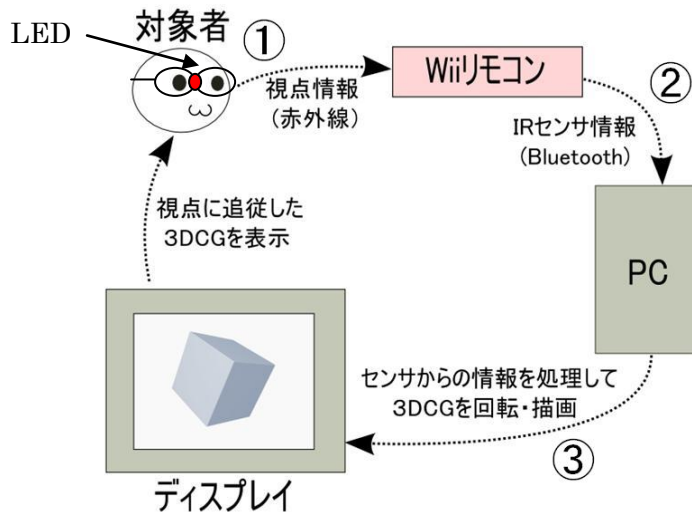 対象者
LED
①
視点情報
(赤外線)
Wiiリモコン
②
IRセンサ情報
(Bluetooth)
PC
視点に追従した
3DCGを表示
センサからの情報を処理して
3DCGを回転・描画
③
ディスプレイ